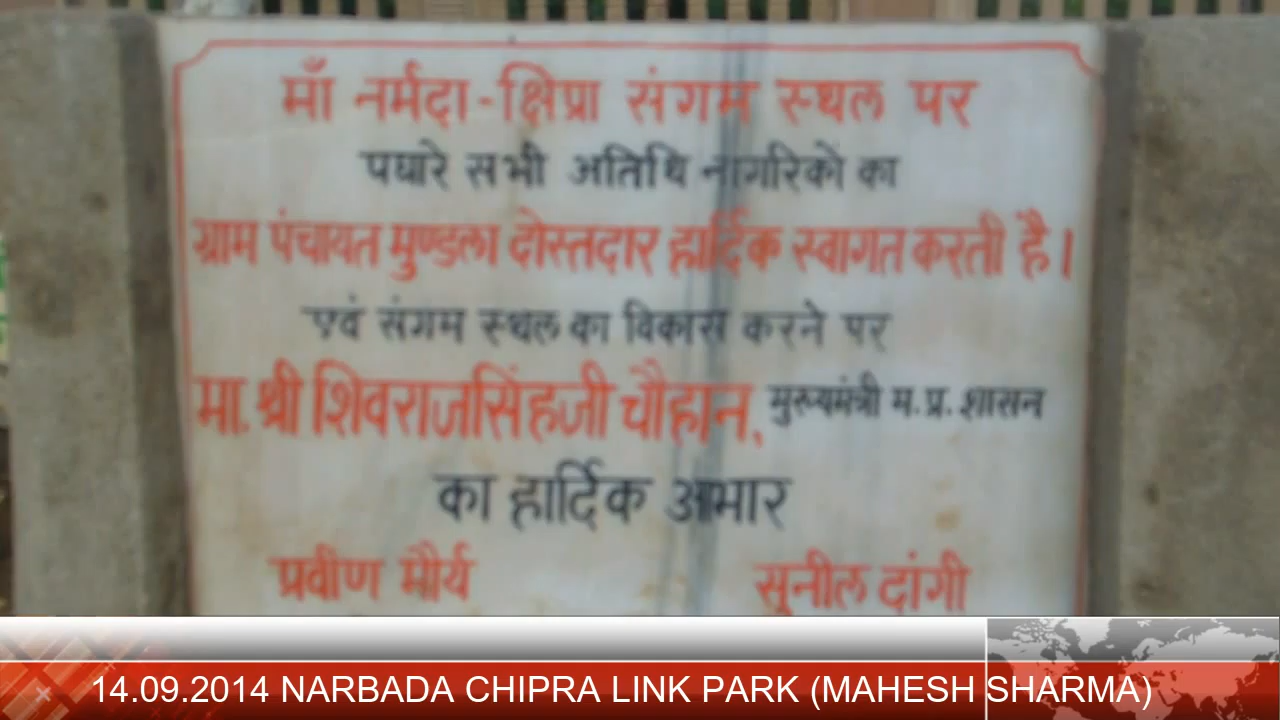 माँ नर्मदा-क्षिप्रा संगम स्थल पर
पधारे सभी अतिथि नागरिकों का
ग्राम पंचायत मुण्डला दोस्तदार हार्दिक स्वागत करती है।
एवं संगम स्थल का विकास करने पर
मा. श्री शिवराजसिंहजी चौहान, मुख्यमंत्री म.प्र. शासन
का हार्दिक आभार
प्रवीण मौर्य सुनील दांगी
14.09.2014 NARBADA CHIPRA LINK PARK (MAHESH SHARMA)